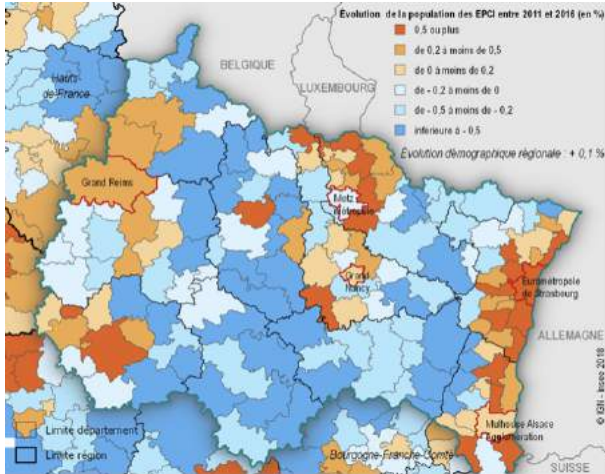 Évolution de la population des EPCI entre 2011 et 2016 (en %)
0,5 ou plus
de 0,2 à moins de 0,5
de 0 à moins de 0,2
de - 0,2 à moins de 0
de - 0,5 à moins de - 0,2
inférieure à - 0,5
Évolution démographique régionale : + 0,1 %
BELGIQUE
LUXEMBOURG
Hauts-
de-France
Grand Reims
Metz
Métropole
Grand
Nancy
Eurométropole
de Strasbourg
ALLEMAGNE
Mulhouse Alsace
Agglomération
Bourgogne-Franche-Comté
SUISSE
Limite département
Limite région
© IGN - Insee 2018